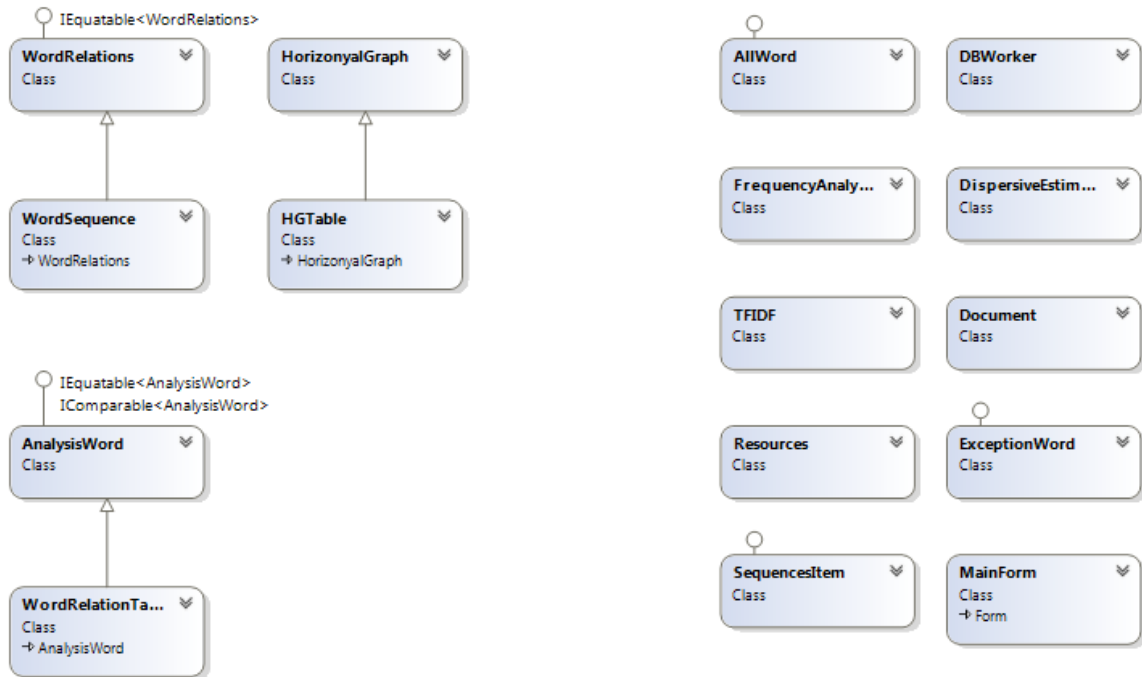 IEquatable<WordRelations>
WordRelations
Class
HorizonyalGraph
Class
WordSequence
Class
WordRelations
HGTable
Class
HorizonyalGraph
IEquatable<AnalysisWord>
IComparable<AnalysisWord>
AnalysisWord
Class
WordRelationTa...
Class
AnalysisWord
AllWord
Class
DBWorker
Class
FrequencyAnaly...
Class
DispersiveEstim...
Class
TFIDF
Class
Document
Class
Resources
Class
ExceptionWord
Class
SequencesItem
Class
MainForm
Class
Form